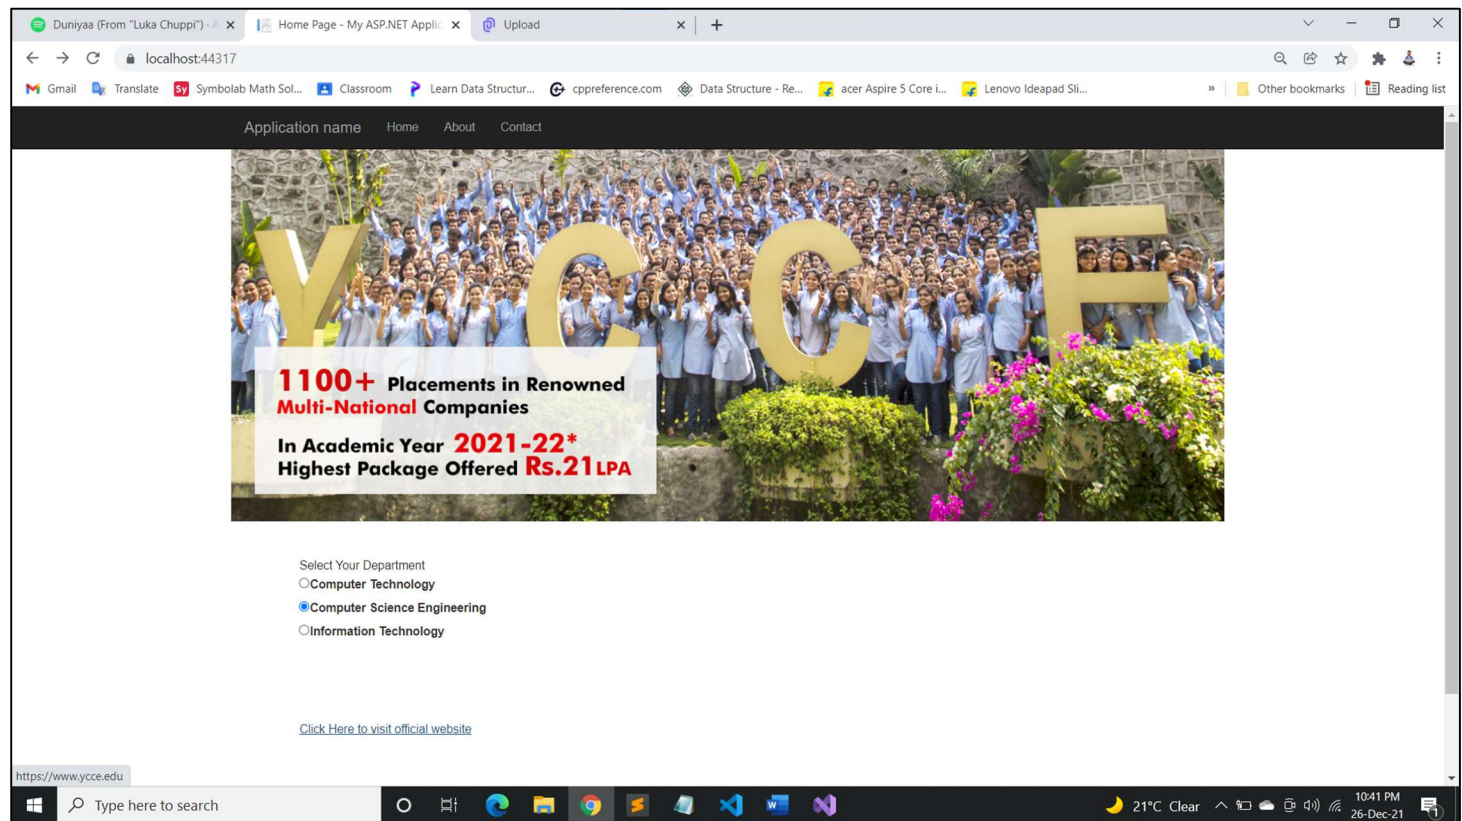 Duniyaa (From "Luka Chuppi") · A
Home Page - My ASP.NET Applic
Upload
localhost:44317
Gmail
Translate
Sy
Symbolab Math Sol...
Classroom
Learn Data Structur...
cppreference.com
Data Structure - Re...
acer Aspire 5 Core i...
Lenovo Ideapad Sli...
»
Other bookmarks
Reading list
Application name
Home
About
Contact
Y C C E
1100+ Placements in Renowned
Multi-National Companies
In Academic Year 2021-22*
Highest Package Offered Rs.21 LPA
Select Your Department
Computer Technology
Computer Science Engineering
Information Technology
Click Here to visit official website
https://www.ycce.edu
Type here to search
21°C Clear
10:41 PM
26-Dec-21
1